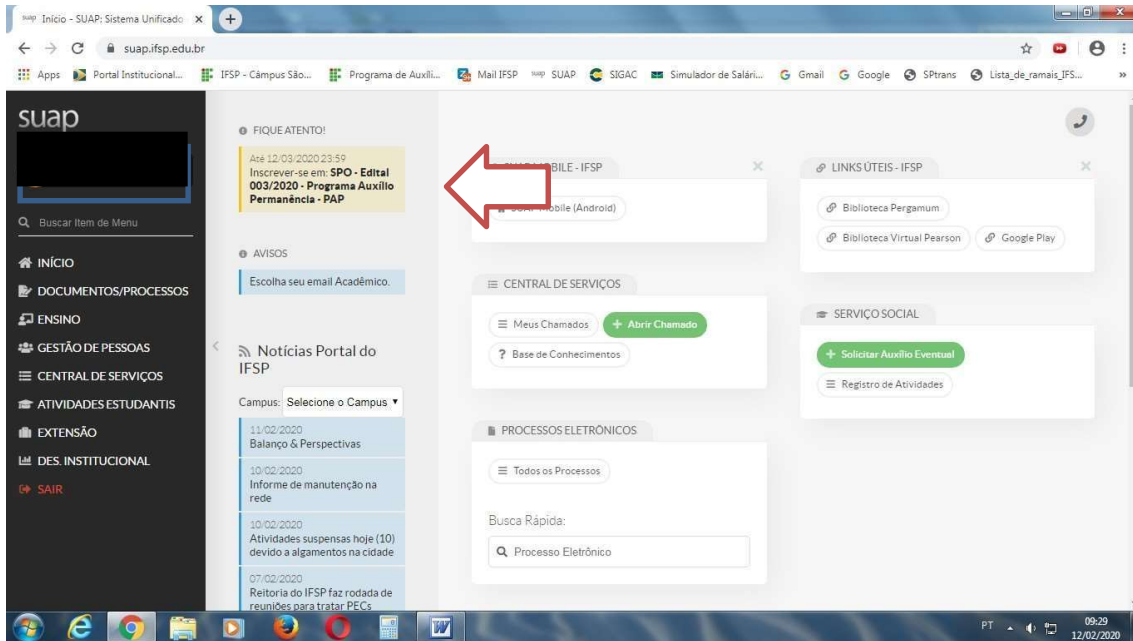 suap Início - SUAP: Sistema Unificado
suap.ifsp.edu.br
Apps Portal Institucional... IFSP - Câmpus São... Programa de Auxíli... Mail IFSP suap SUAP SIGAC Simulador de Salári... Gmail Google SPtrans Lista_de_ramais_IFS... »
suap
Buscar Item de Menu
INÍCIO
DOCUMENTOS/PROCESSOS
ENSINO
GESTÃO DE PESSOAS
CENTRAL DE SERVIÇOS
ATIVIDADES ESTUDANTIS
EXTENSÃO
DES. INSTITUCIONAL
SAIR
FIQUE ATENTO!
Até 12/03/2020 23:59
Inscrever-se em: SPO - Edital
003/2020 - Programa Auxílio
Permanência - PAP
AVISOS
Escolha seu email Acadêmico.
Notícias Portal do
IFSP
Campus: Selecione o Campus
11/02/2020
Balanço & Perspectivas
10/02/2020
Informe de manutenção na
rede
10/02/2020
Atividades suspensas hoje (10)
devido a algamentos na cidade
07/02/2020
Reitoria do IFSP faz rodada de
reuniões para tratar PECs
- IFSP
(Android)
CENTRAL DE SERVIÇOS
Meus Chamados + Abrir Chamado
? Base de Conhecimentos
PROCESSOS ELETRÔNICOS
Todos os Processos
Busca Rápida:
Processo Eletrônico
LINKS ÚTEIS - IFSP
Biblioteca Pergamum
Biblioteca Virtual Pearson Google Play
SERVIÇO SOCIAL
+ Solicitar Auxílio Eventual
Registro de Atividades
PT 09:29
12/02/2020